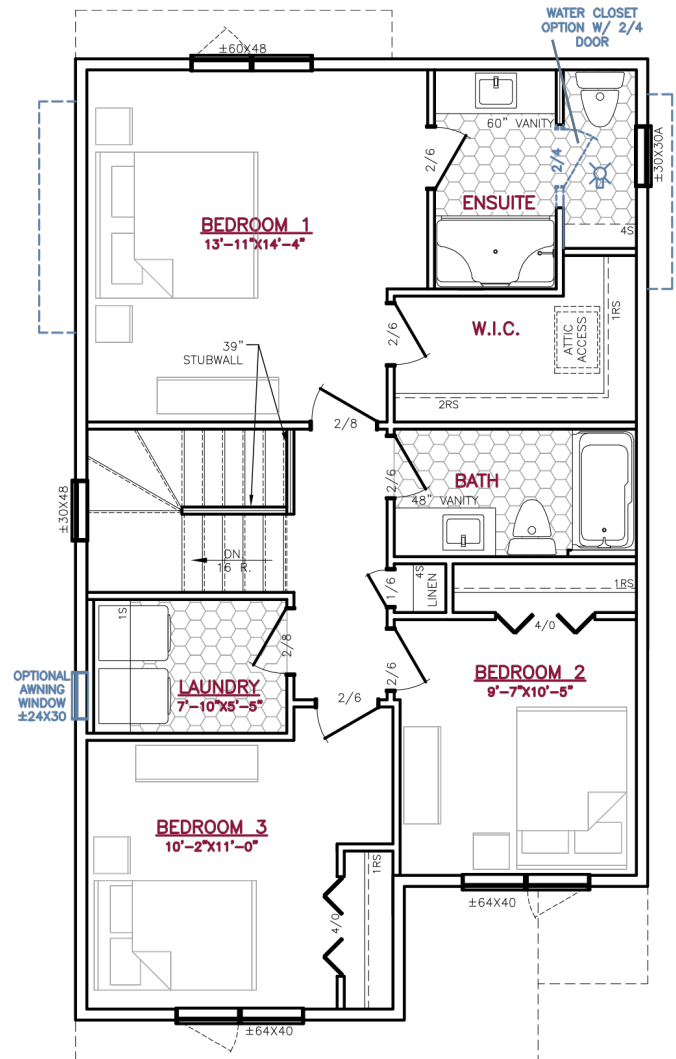 WATER CLOSET
OPTION W/ 2/4
DOOR
±60X48
60" VANITY
2/6
2/4
±30X30A
ENSUITE
4S
BEDROOM 1
13'-11"X14'-4"
W.I.C.
2/6
ATTIC
ACCESS
1RS
2RS
39"
STUBWALL
2/8
±30X48
BATH
2/6
48" VANITY
DN.
16 R.
1/6
4S
LINEN
1RS
4/0
1S
2/8
LAUNDRY
7'-10"X5'-5"
OPTIONAL
AWNING
WINDOW
±24X30
2/6
2/6
BEDROOM 2
9'-7"X10'-5"
BEDROOM 3
10'-2"X11'-0"
1RS
4/0
±64X40
±64X40